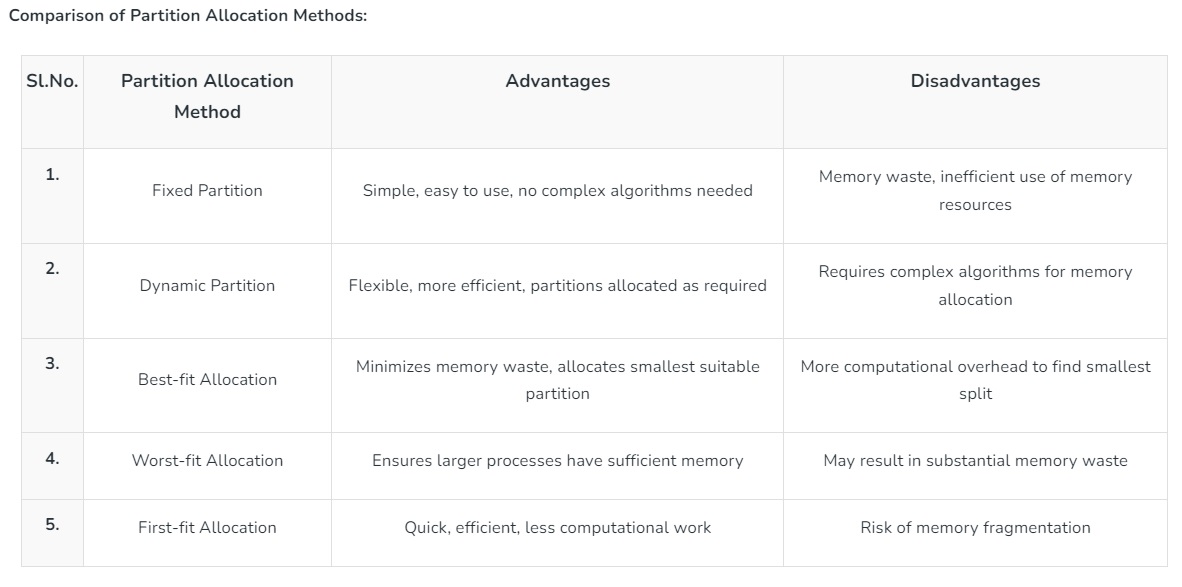 Comparison of Partition Allocation Methods:
Sl.No.
Partition Allocation
Method
Advantages
Disadvantages
1.
Fixed Partition
Simple, easy to use, no complex algorithms needed
Memory waste, inefficient use of memory
resources
2.
Dynamic Partition
Flexible, more efficient, partitions allocated as required
Requires complex algorithms for memory
allocation
3.
Best-fit Allocation
Minimizes memory waste, allocates smallest suitable
partition
More computational overhead to find smallest
split
4.
Worst-fit Allocation
Ensures larger processes have sufficient memory
May result in substantial memory waste
5.
First-fit Allocation
Quick, efficient, less computational work
Risk of memory fragmentation